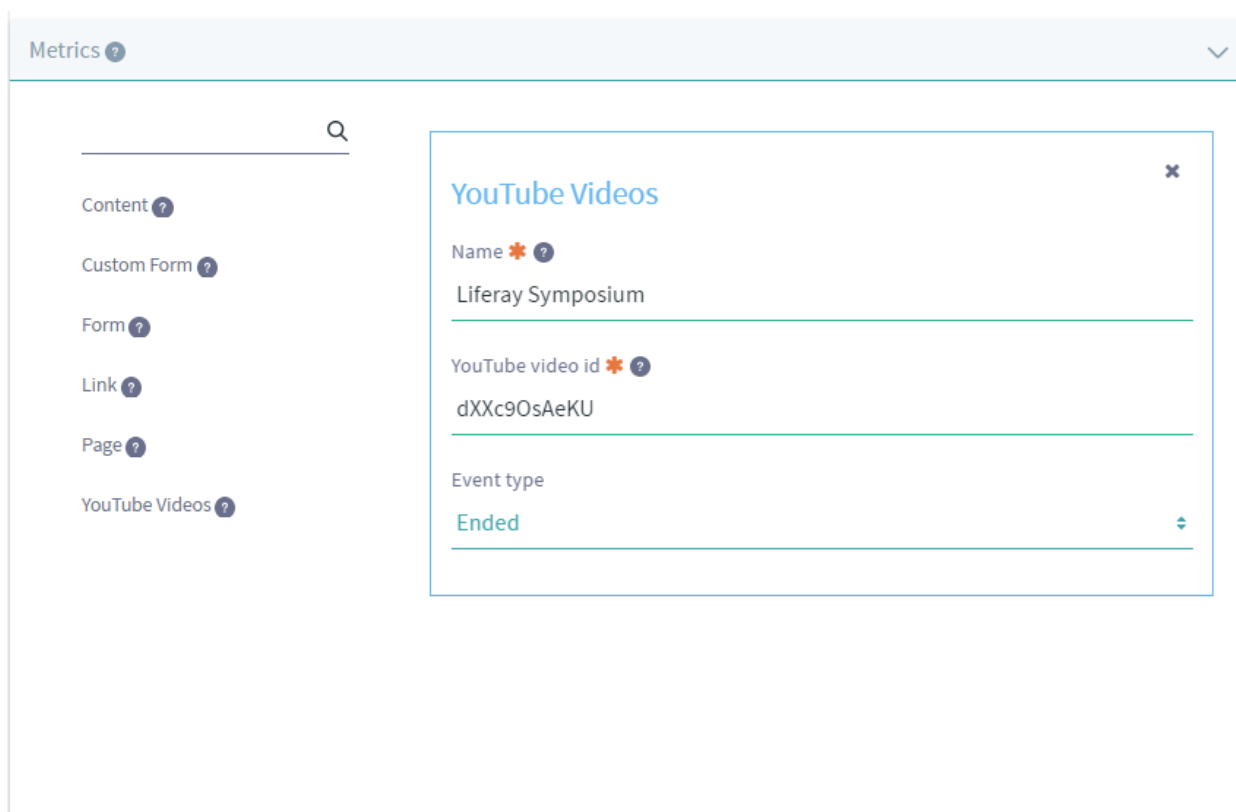 Metrics ?
Content ?
Custom Form ?
Form ?
Link ?
Page ?
YouTube Videos ?
YouTube Videos
Name * ?
Liferay Symposium
YouTube video id * ?
dXXc9OsAeKU
Event type
Ended